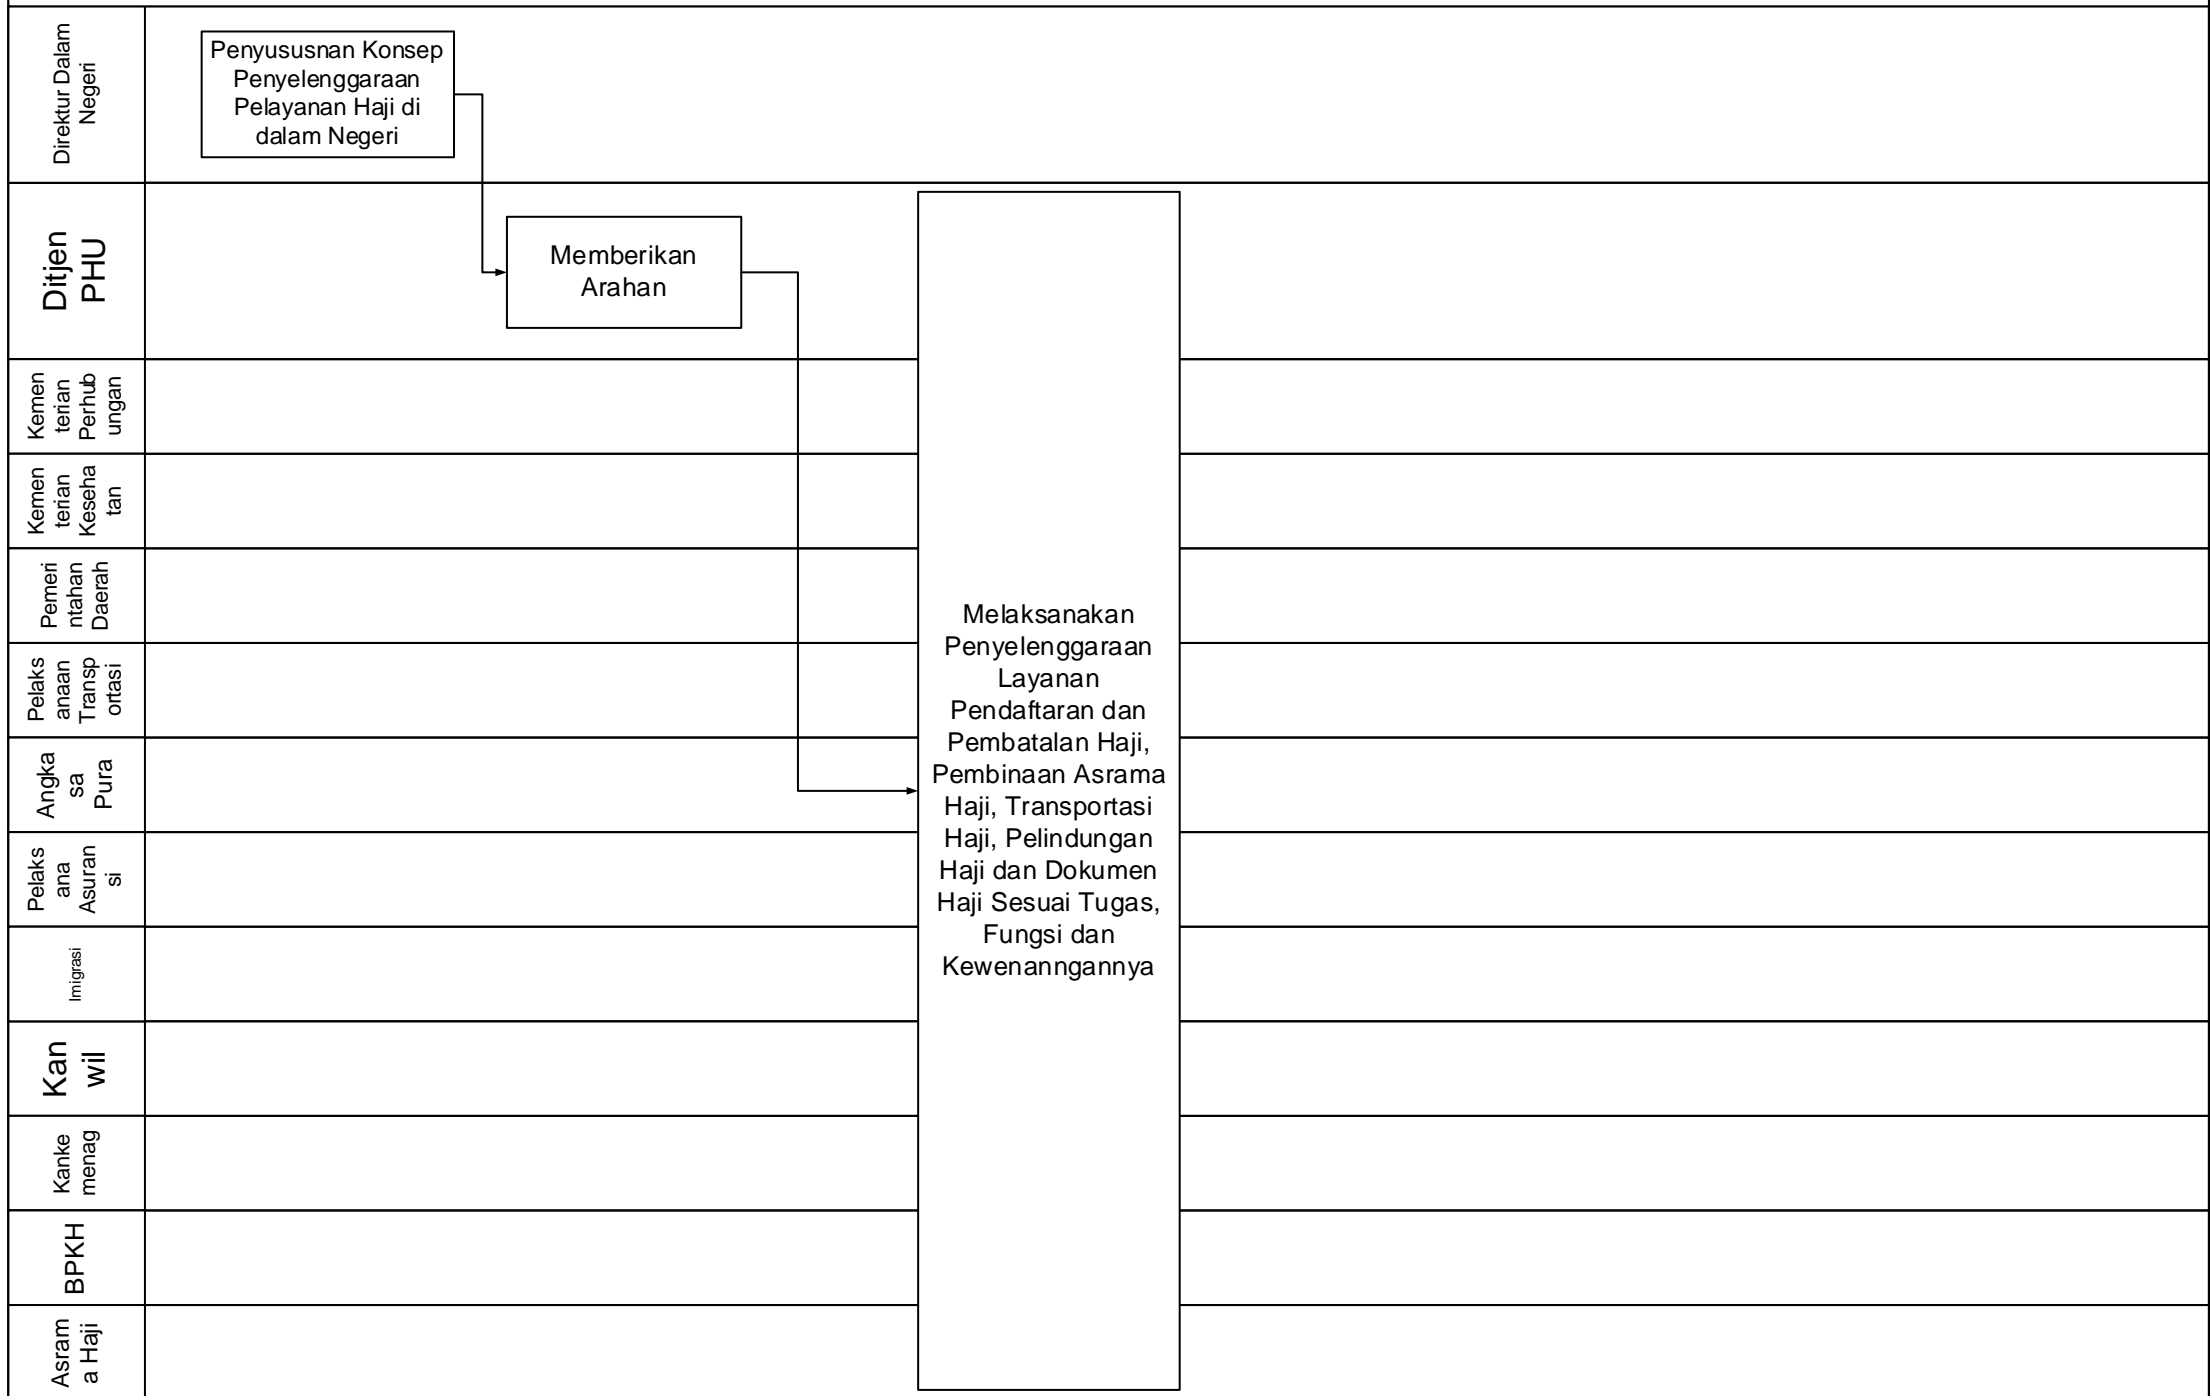 Direktur Dalam
Negeri
Penyususnan Konsep
Penyelenggaraan
Pelayanan Haji di
dalam Negeri
Ditjen
PHU
Memberikan
Arahan
Kemen
terian
Perhub
ungan
Kemen
terian
Keseha
tan
Pemeri
ntahan
Daerah
Pelaks
anaan
Transp
ortasi
Angka
sa
Pura
Pelaks
ana
Asuran
si
Imigrasi
Kan
wil
Kanke
menag
BPKH
Asram
a Haji
Melaksanakan
Penyelenggaraan
Layanan
Pendaftaran dan
Pembatalan Haji,
Pembinaan Asrama
Haji, Transportasi
Haji, Pelindungan
Haji dan Dokumen
Haji Sesuai Tugas,
Fungsi dan
Kewenanngannya